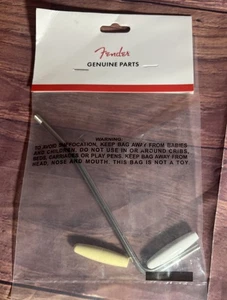 Fender
GENUINE PARTS
WARNING:
TO AVOID SUFFOCATION, KEEP BAG AWAY FROM BABIES
AND CHILDREN. DO NOT USE IN OR AROUND CRIBS,
BEDS, CARRIAGES OR PLAY PENS. KEEP BAG AWAY FROM
HEAD, NOSE AND MOUTH. THIS BAG IS NOT A TOY